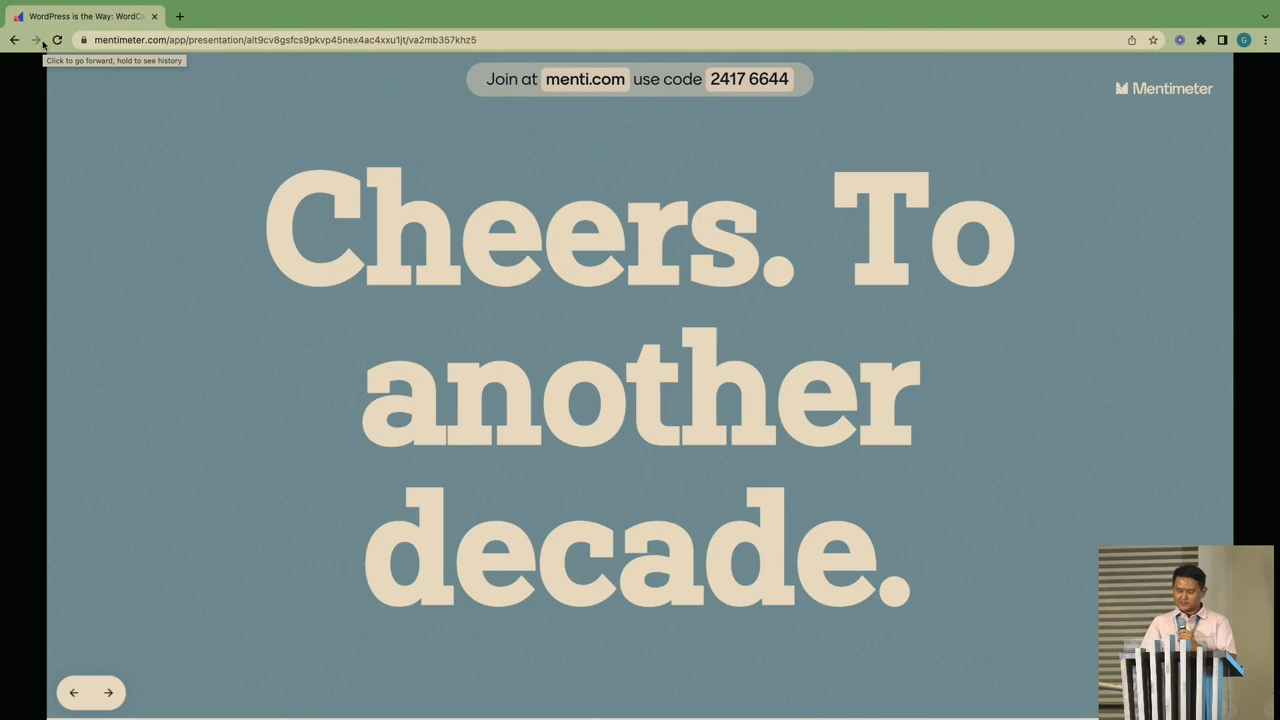 WordPress is the Way: WordCa
mentimeter.com/app/presentation/alt9cv8gsfcs9pkvp45nex4ac4xxu1jt/va2mb357khz5
G
Click to go forward, hold to see history
Join at menti.com use code 2417 6644
Mentimeter
Cheers. To
another
decade.